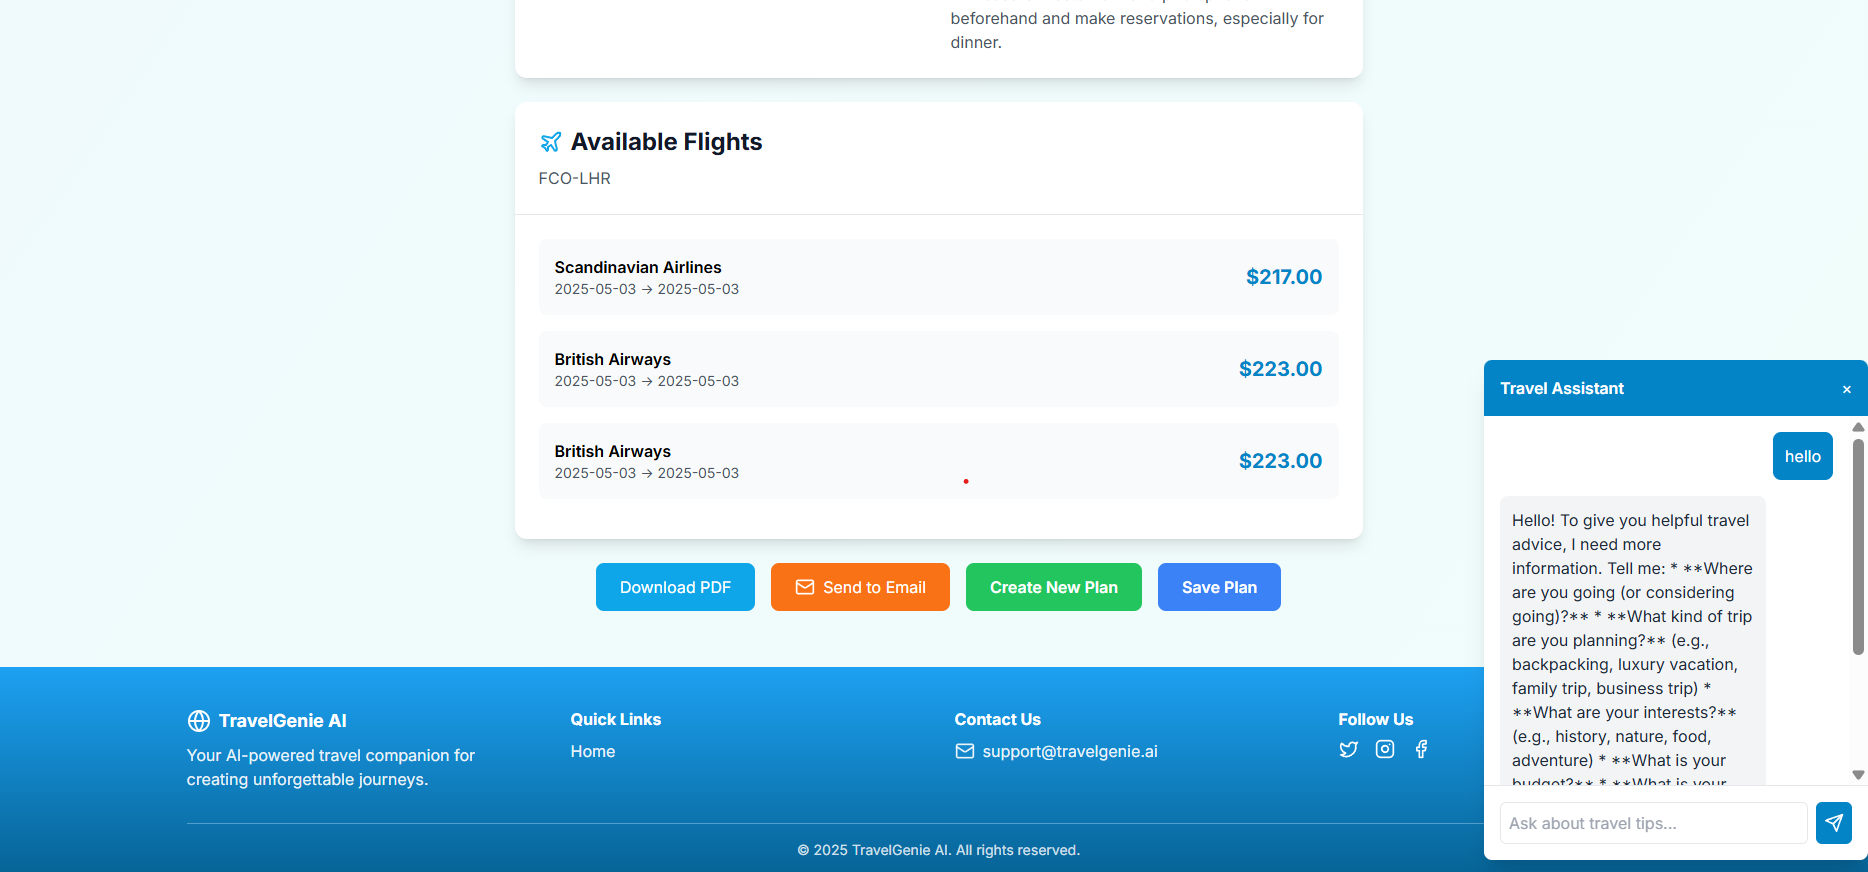 beforehand and make reservations, especially for
dinner.
Available Flights
FCO-LHR
Scandinavian Airlines
2025-05-03 → 2025-05-03
$217.00
British Airways
2025-05-03 → 2025-05-03
$223.00
British Airways
2025-05-03 → 2025-05-03
$223.00
Download PDF
Send to Email
Create New Plan
Save Plan
TravelGenie AI
Your AI-powered travel companion for
creating unforgettable journeys.
Quick Links
Home
Contact Us
support@travelgenie.ai
Follow Us
© 2025 TravelGenie AI. All rights reserved.
Travel Assistant
×
hello
Hello! To give you helpful travel
advice, I need more
information. Tell me: * **Where
are you going (or considering
going)?** * **What kind of trip
are you planning?** (e.g.,
backpacking, luxury vacation,
family trip, business trip) *
**What are your interests?**
(e.g., history, nature, food,
adventure) * **What is your
budget?** * **What is your
Ask about travel tips...